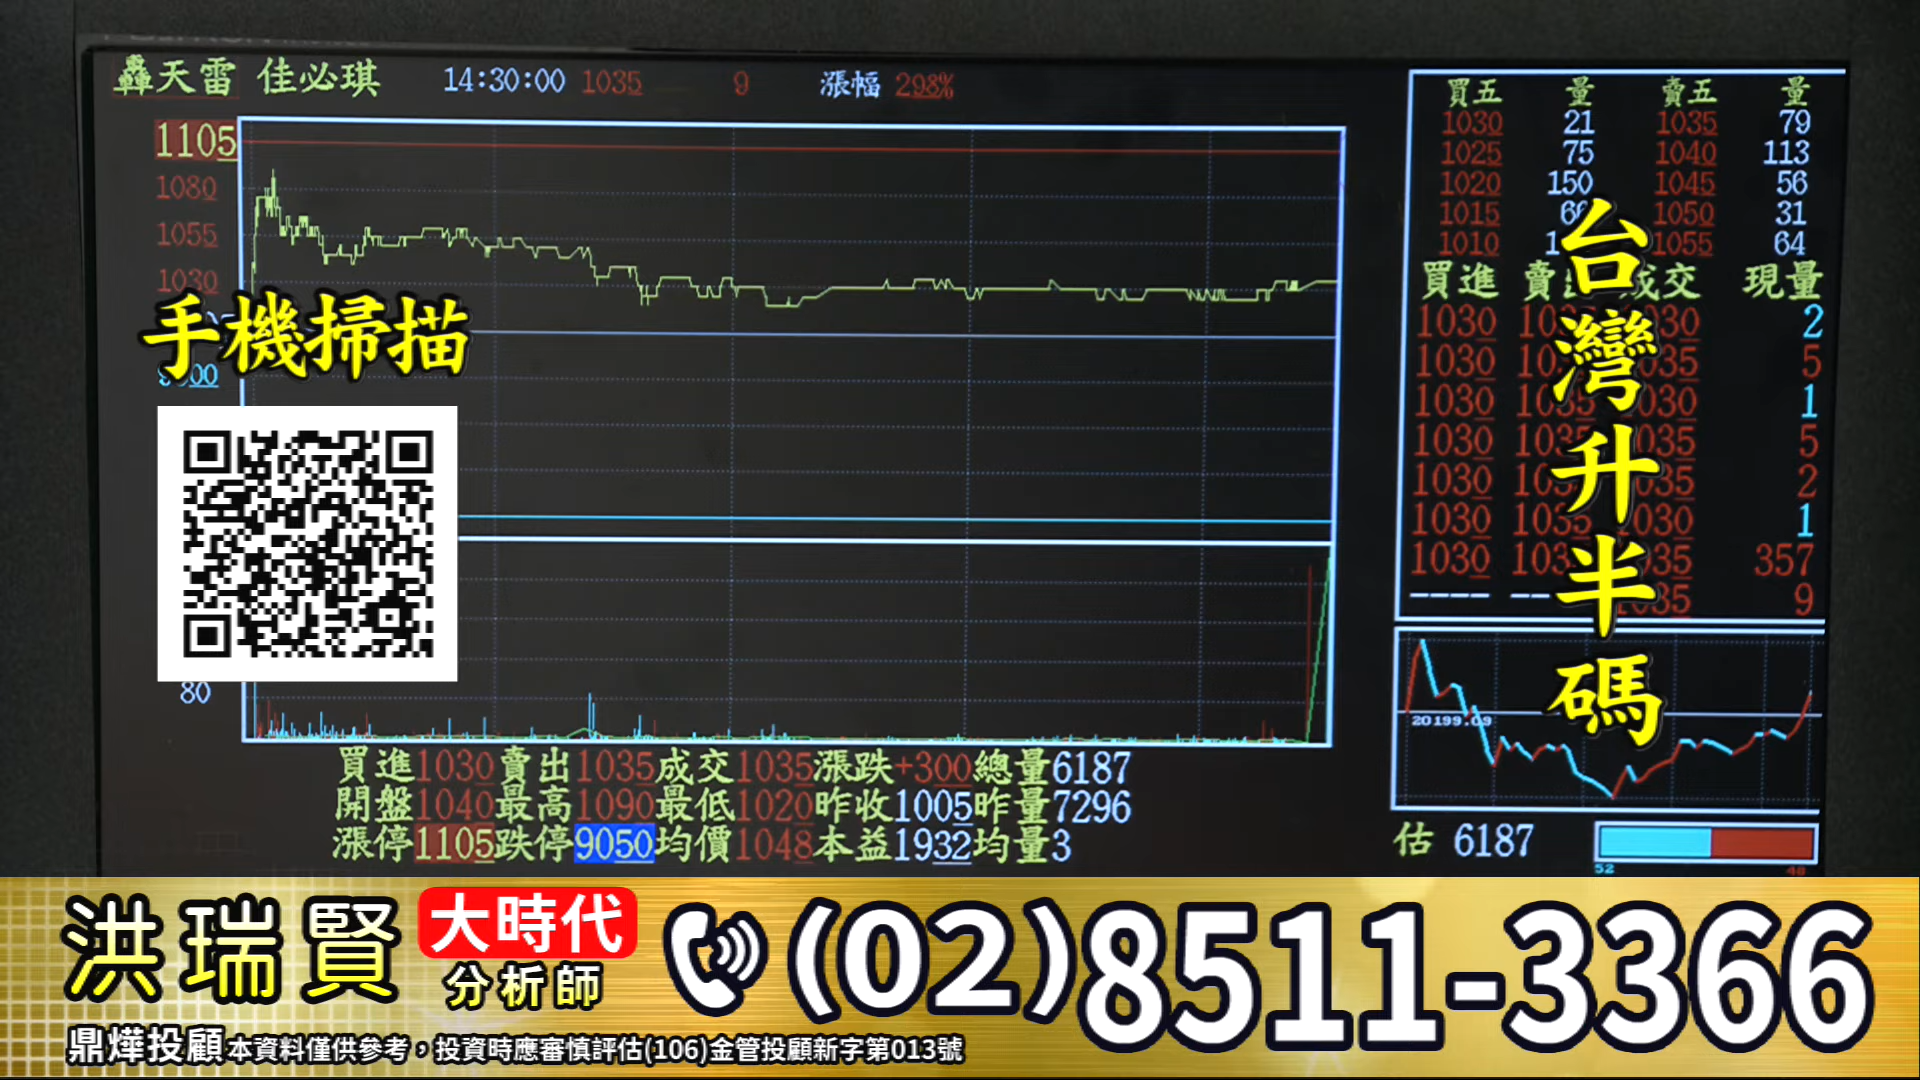 轟天雷 佳必琪 14:30:00 1035 9 漲幅 298%
1105
1080
1055
1030
手機掃描
80
買五 量 賣五 量
1030 21 1035 79
1025 75 1040 113
1020 150 1045 56
1015 1050 31
1010 1055 64
買進 成交 現量
1030 2
1030 5
1030 1
1030 5
1030 2
1030 1
1030 357
---- 9
台灣升半碼
20199.09
估 6187
52 48
買進1030賣出1035成交1035漲跌+300總量6187
開盤1040最高1090最低1020昨收1005昨量7296
漲停1105跌停9050均價1048本益1932均量3
洪瑞賢 大時代 分析師 (02)8511-3366
鼎燁投顧 本資料僅供參考，投資時應審慎評估(106)金管投顧新字第013號